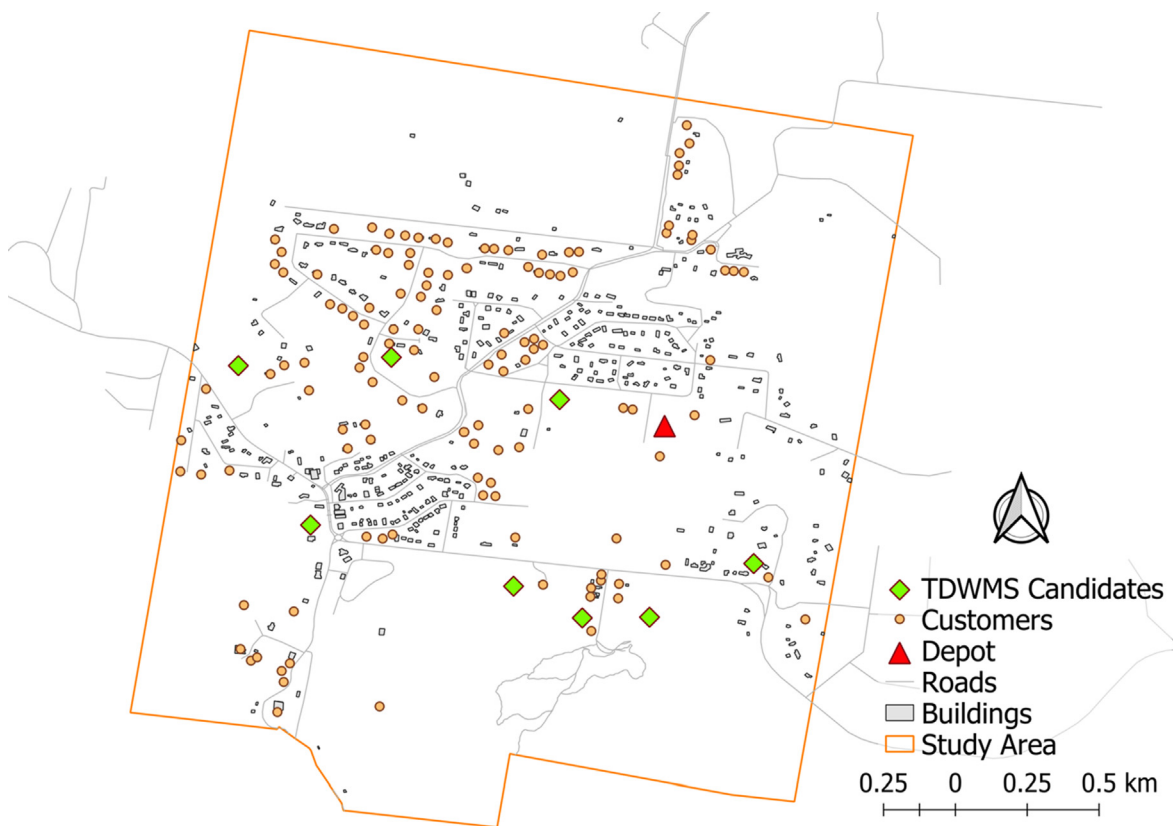 TDWMS Candidates
Customers
Depot
Roads
Buildings
Study Area
0.25 0 0.25 0.5 km